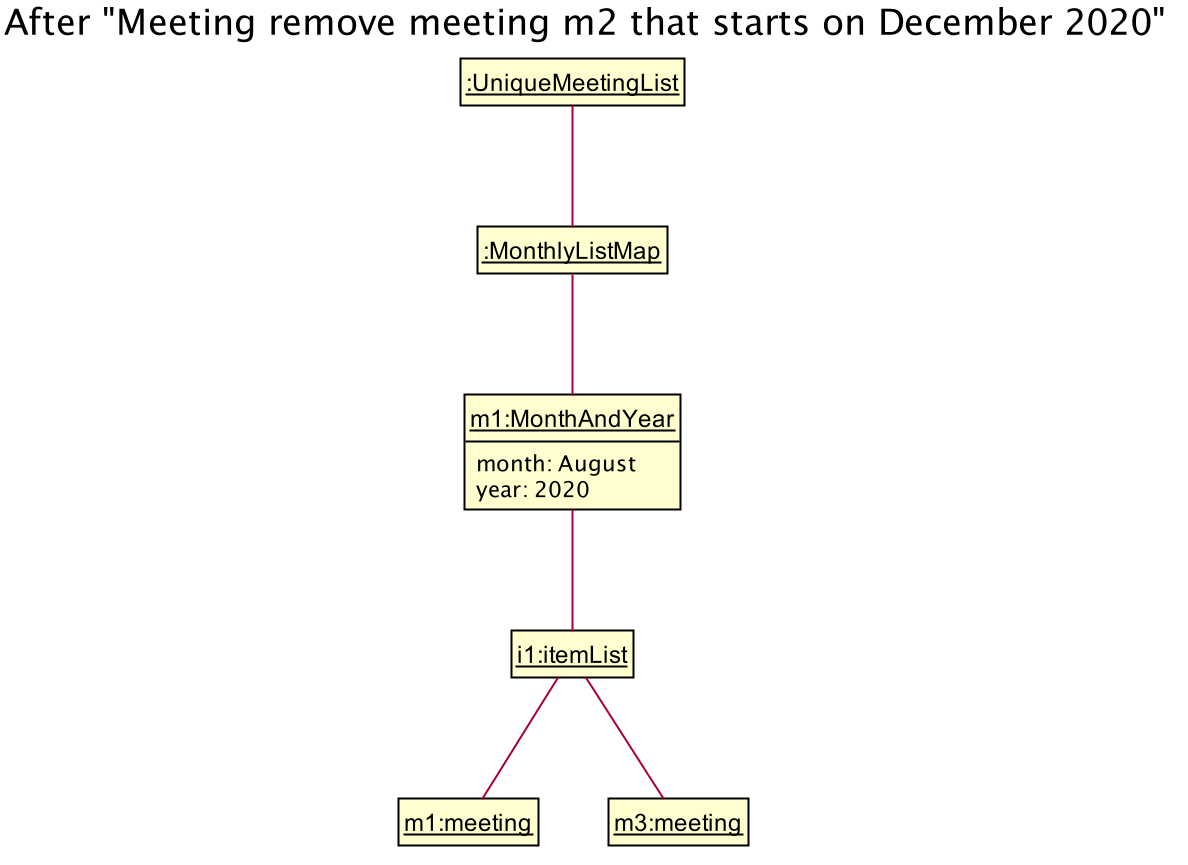 After "Meeting remove meeting m2 that starts on December 2020"
:UniqueMeetingList
:MonthlyListMap
m1:MonthAndYear
month: August
year: 2020
i1:itemList
m1:meeting
m3:meeting